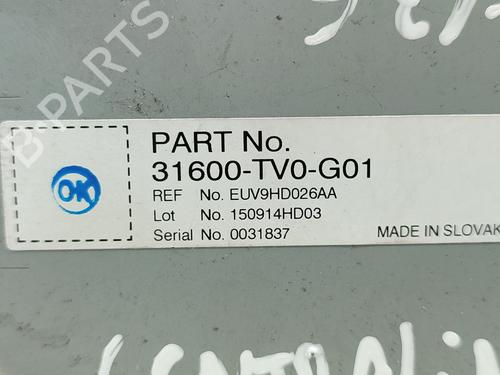 B-PARTS
OK
PART No.
31600-TV0-G01
REF No. EUV9HD026AA
Lot No. 150914HD03
Serial No. 0031837
MADE IN SLOVAK